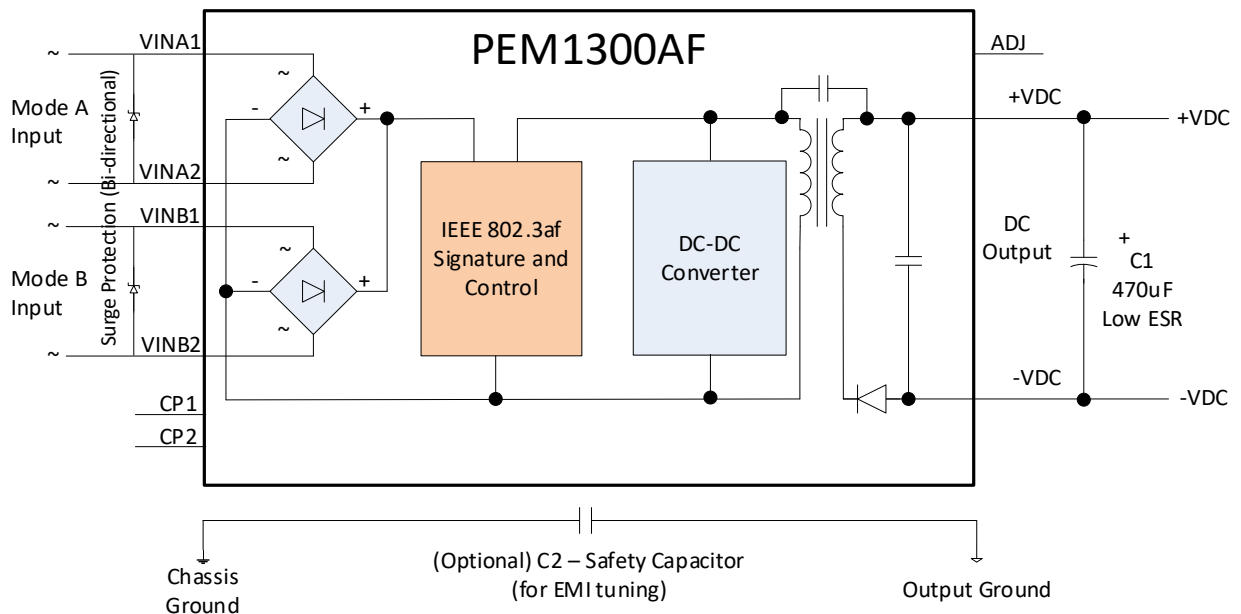 PEM1300AF
~
VINA1
ADJ
~
Mode A
Input
-
+
+VDC
+VDC
~
VINA2
~
Surge Protection (Bi-directional)
~
VINB1
~
IEEE 802.3af
Signature and
Control
DC-DC
Converter
DC
Output
+
C1
470uF
Low ESR
Mode B
Input
-
+
~
VINB2
~
-VDC
-VDC
CP1
CP2
(Optional) C2 – Safety Capacitor
(for EMI tuning)
Chassis
Ground
Output Ground